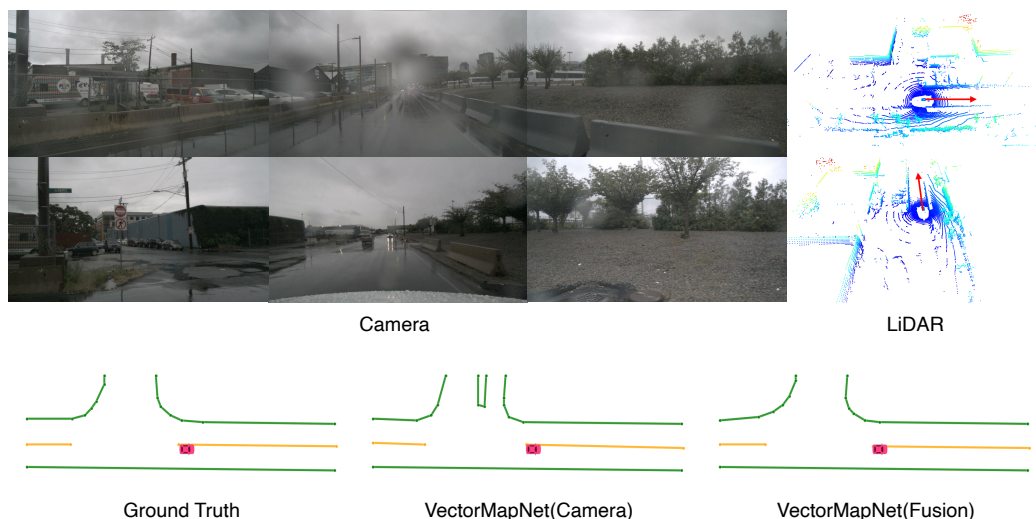 Camera
LiDAR
Ground Truth
VectorMapNet(Camera)
VectorMapNet(Fusion)